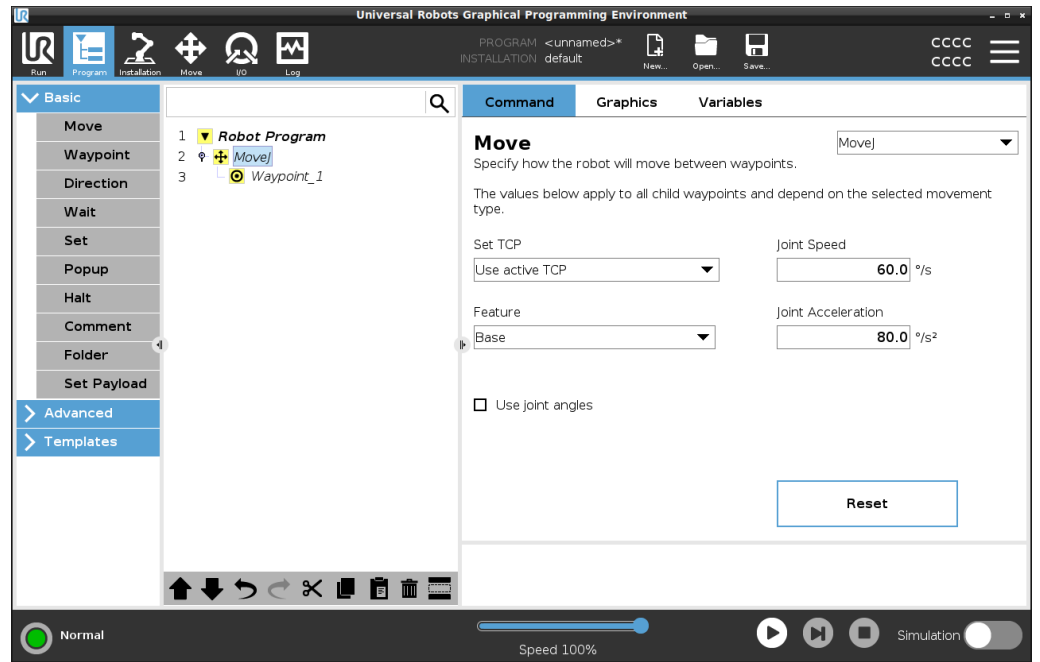 Universal Robots Graphical Programming Environment
UR
Run
Program
Installation
Move
I/O
Log
PROGRAM <unnamed>*
INSTALLATION default
New...
Open...
Save...
CCCC
CCCC
Basic
Move
Waypoint
Direction
Wait
Set
Popup
Halt
Comment
Folder
Set Payload
Advanced
Templates
1 Robot Program
2 MoveJ
3 Waypoint_1
Command Graphics Variables
Move
MoveJ
Specify how the robot will move between waypoints.
The values below apply to all child waypoints and depend on the selected movement
type.
Set TCP
Joint Speed
Use active TCP
60.0 °/s
Feature
Joint Acceleration
Base
80.0 °/s²
Use joint angles
Reset
Normal
Speed 100%
Simulation